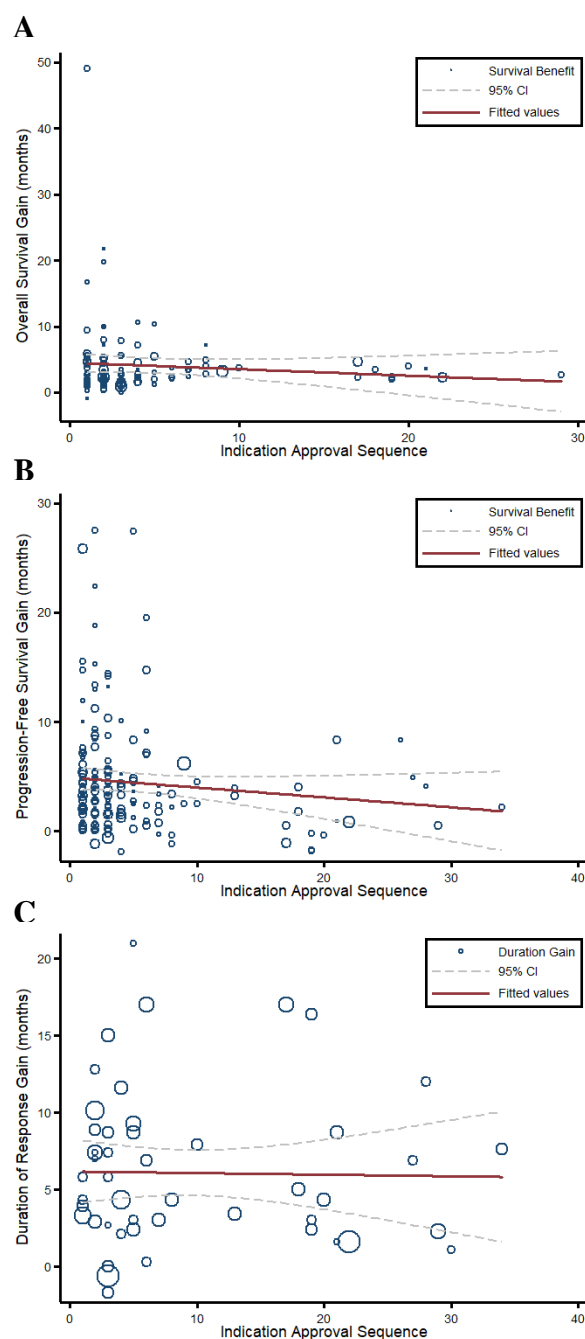 A
Overall Survival Gain (months)
50
40
30
20
10
0
Survival Benefit
95% CI
Fitted values
0
10
20
30
Indication Approval Sequence
B
Progression-Free Survival Gain (months)
30
20
10
0
Survival Benefit
95% CI
Fitted values
0
10
20
30
40
Indication Approval Sequence
C
Duration of Response Gain (months)
20
15
10
5
0
Duration Gain
95% CI
Fitted values
0
10
20
30
40
Indication Approval Sequence